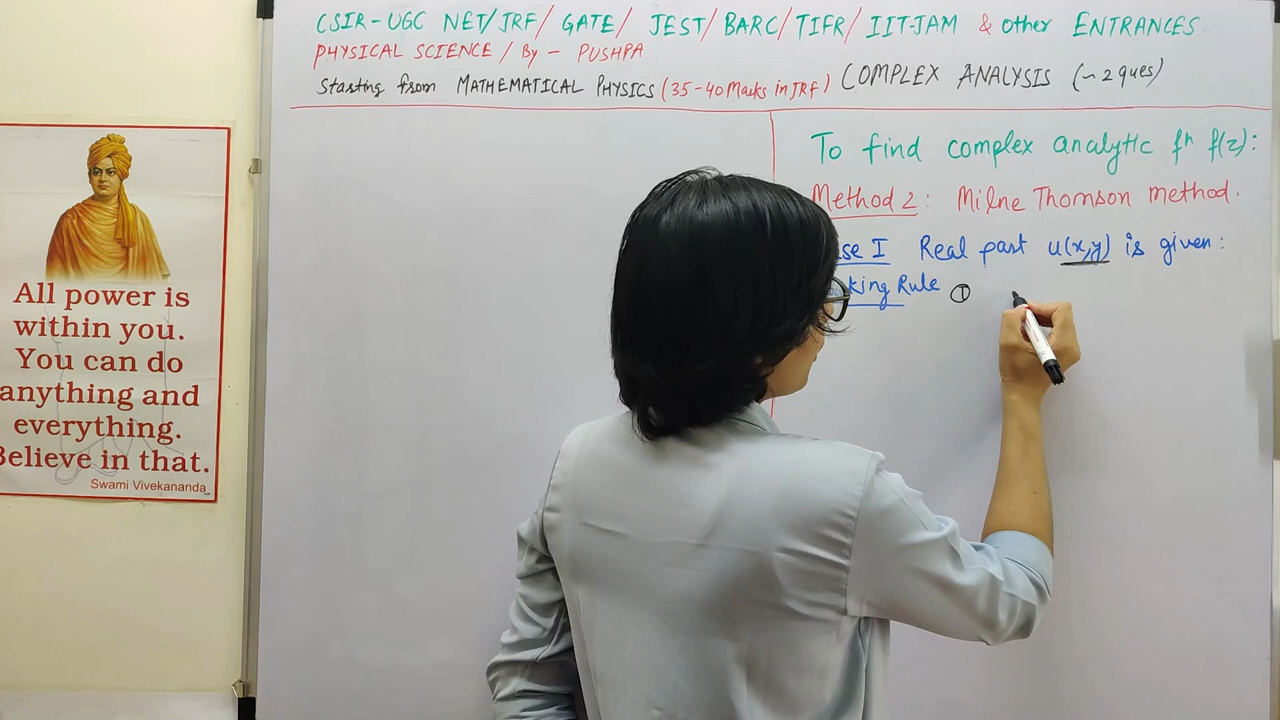 CSIR-UGC NET/JRF/ GATE/ JEST/BARC/TIFR/ IIT-JAM & other ENTRANCES
PHYSICAL SCIENCE / By - PUSHPA
Starting from MATHEMATICAL PHYSICS (35-40 Marks in JRF) COMPLEX ANALYSIS (~2 ques)
To find complex analytic fⁿ f(z):
Method 2: Milne Thomson method.
se I Real part u(x,y) is given:
king Rule ①
All power is
within you.
You can do
anything and
everything.
Believe in that.
Swami Vivekananda